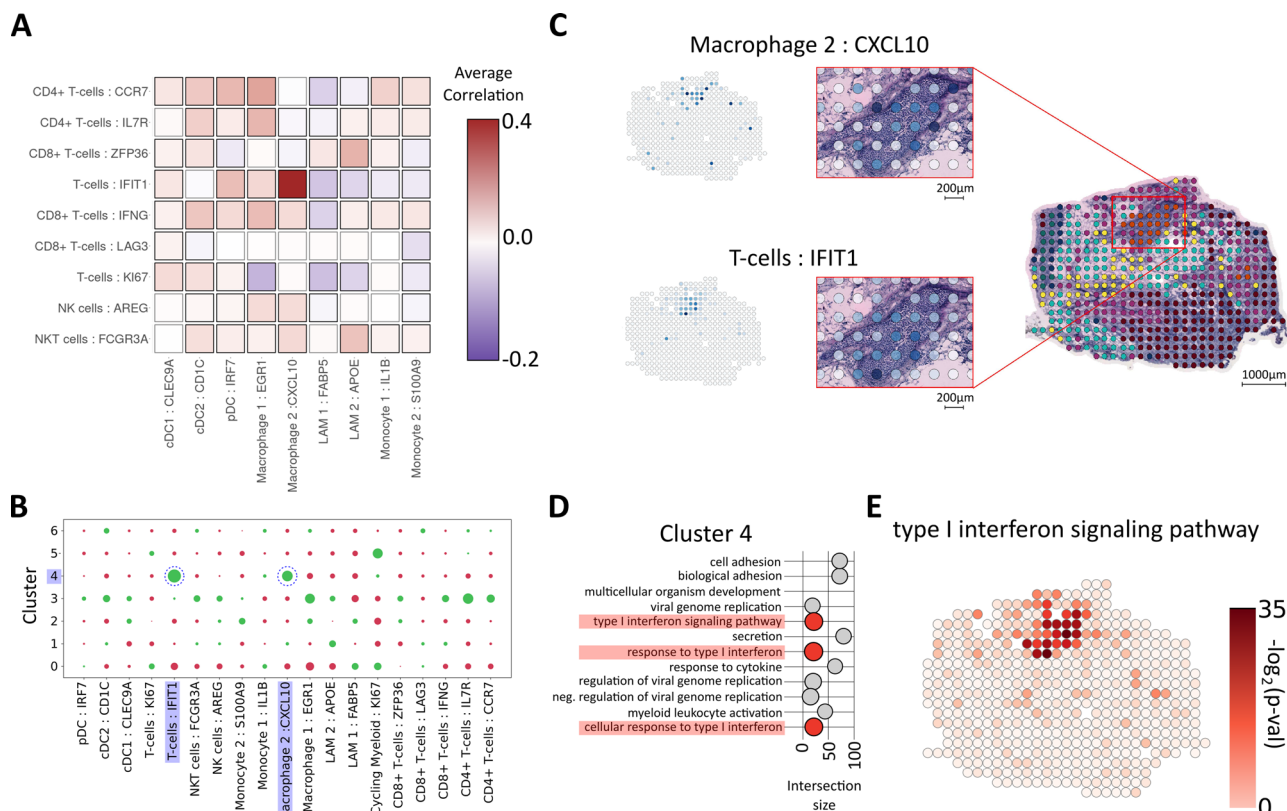 A
CD4+ T-cells : CCR7
CD4+ T-cells : IL7R
CD8+ T-cells : ZFP36
T-cells : IFIT1
CD8+ T-cells : IFNG
CD8+ T-cells : LAG3
T-cells : KI67
NK cells : AREG
NKT cells : FCGR3A
cDC1 : CLEC9A
cDC2 : CD1C
pDC : IRF7
Macrophage 1 : EGR1
Macrophage 2 :CXCL10
LAM 1 : FABP5
LAM 2 : APOE
Monocyte 1 : IL1B
Monocyte 2 : S100A9
Average
Correlation
0.4
0.0
-0.2
B
Cluster
6
5
4
3
2
1
0
pDC : IRF7
cDC2 : CD1C
cDC1 : CLEC9A
T-cells : KI67
T-cells : IFIT1
NKT cells : FCGR3A
NK cells : AREG
Monocyte 2 : S100A9
Monocyte 1 : IL1B
acrophage 2 :CXCL10
Macrophage 1 : EGR1
LAM 2 : APOE
LAM 1 : FABP5
Cycling Myeloid : KI67
CD8+ T-cells : ZFP36
CD8+ T-cells : LAG3
CD8+ T-cells : IFNG
CD4+ T-cells : IL7R
CD4+ T-cells : CCR7
C
Macrophage 2 : CXCL10
200µm
T-cells : IFIT1
200µm
1000µm
D
Cluster 4
cell adhesion
biological adhesion
multicellular organism development
viral genome replication
type I interferon signaling pathway
secretion
response to type I interferon
response to cytokine
regulation of viral genome replication
neg. regulation of viral genome replication
myeloid leukocyte activation
cellular response to type I interferon
0
50
100
Intersection
size
E
type I interferon signaling pathway
35
-log2 (p-val)
0